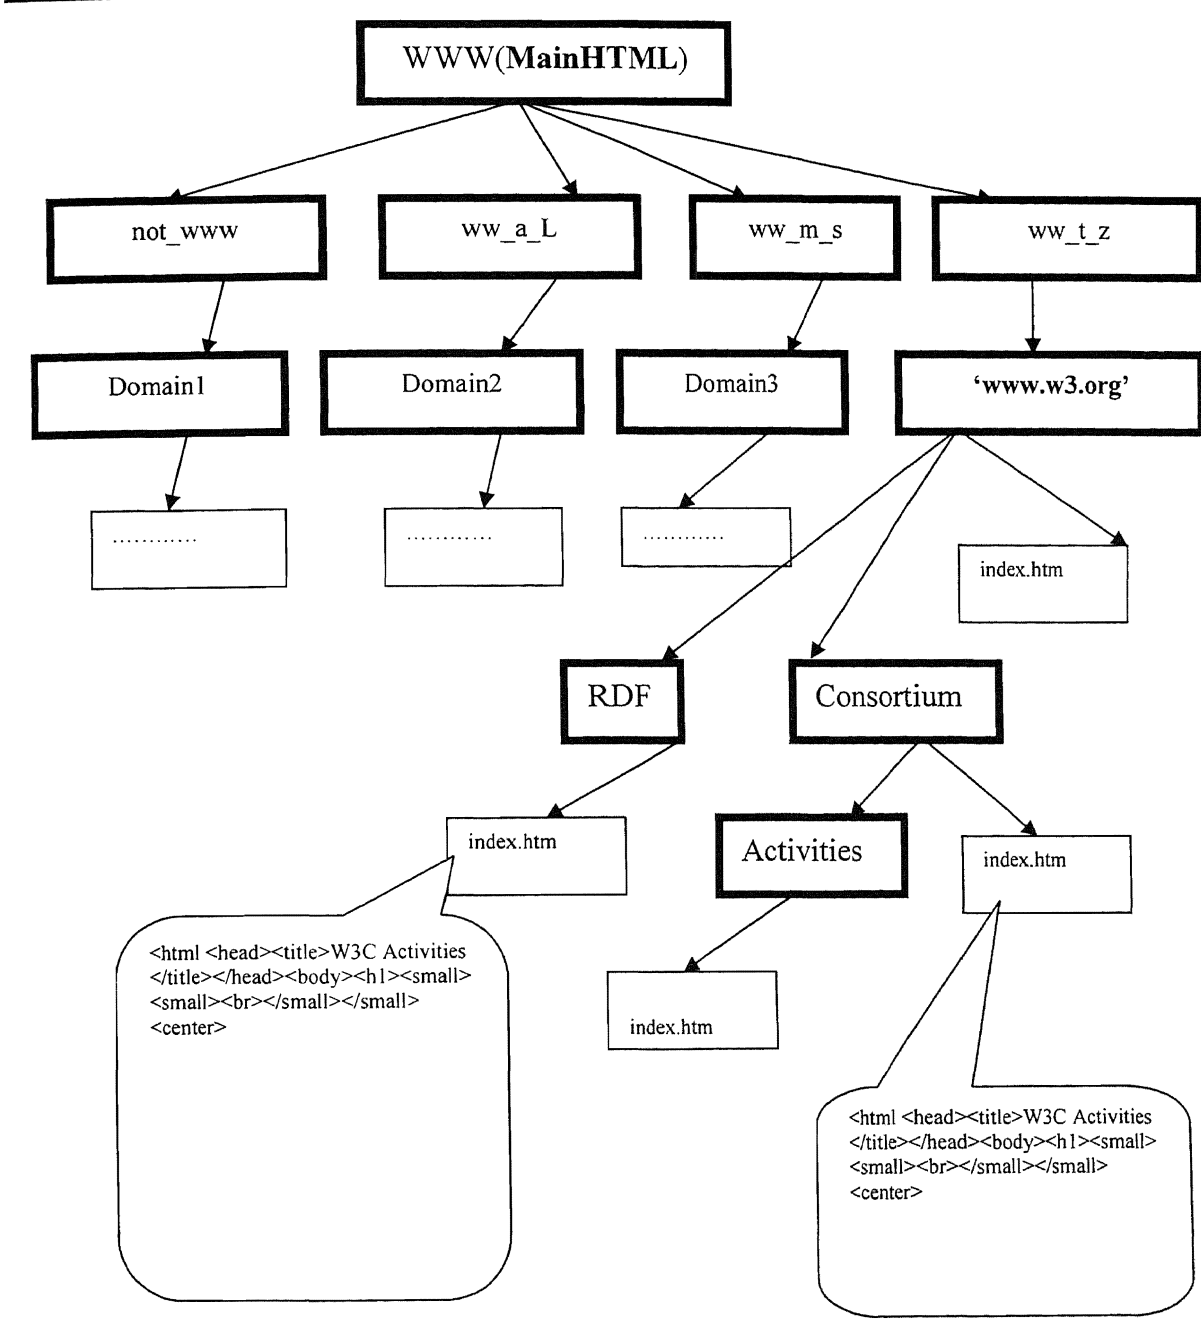 WWW(MainHTML)
not_www
ww_a_L
ww_m_s
ww_t_z
Domain1
Domain2
Domain3
‘www.w3.org’
............
............
............
index.htm
RDF
Consortium
index.htm
Activities
index.htm
<html <head><title>W3C Activities
</title></head><body><h1><small>
<small><br></small></small>
<center>
index.htm
<html <head><title>W3C Activities
</title></head><body><h1><small>
<small><br></small></small>
<center>